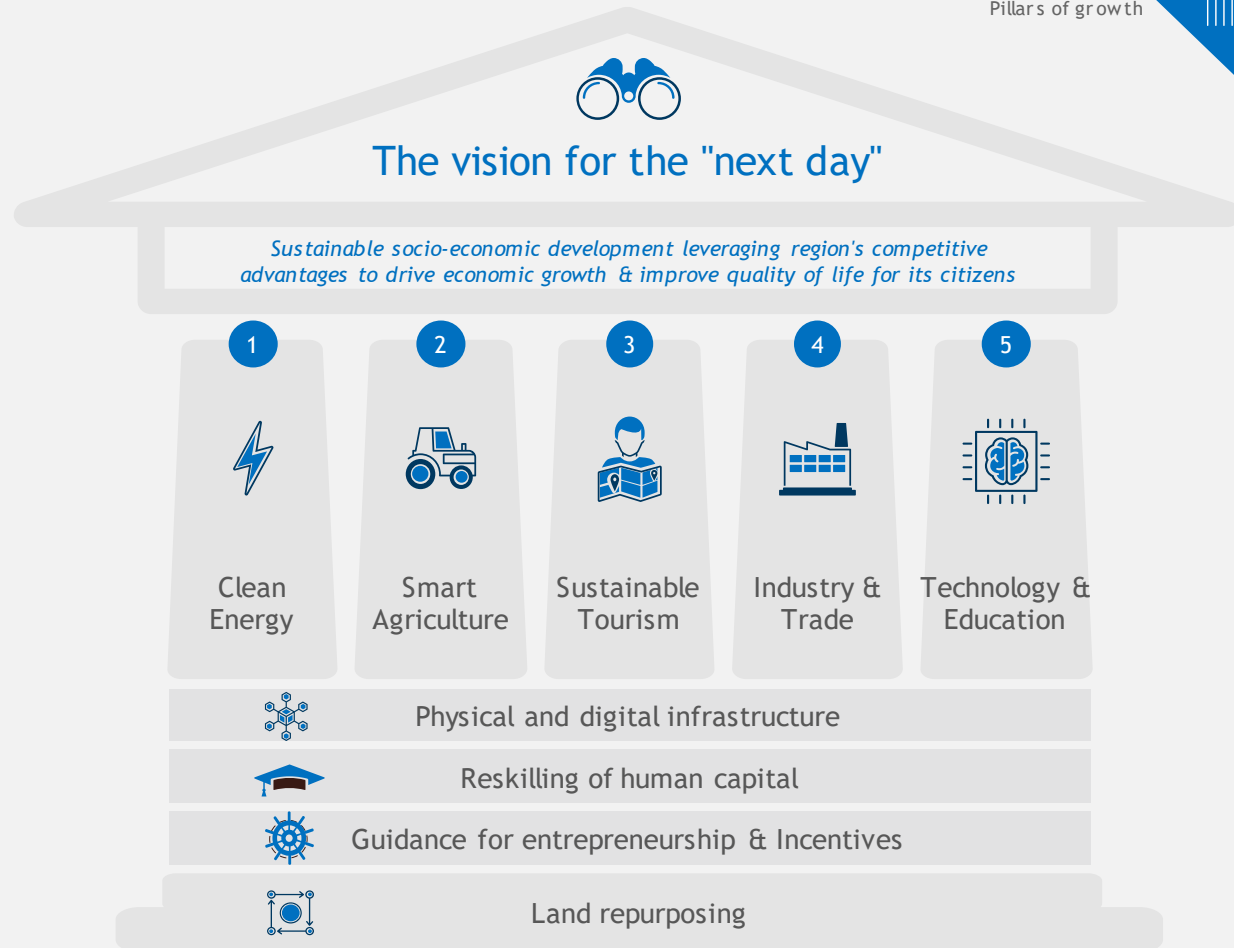 Pillars of growth
The vision for the "next day"
Sustainable socio-economic development leveraging region's competitive
advantages to drive economic growth & improve quality of life for its citizens
1
2
3
4
5
Clean
Energy
Smart
Agriculture
Sustainable
Tourism
Industry &
Trade
Technology &
Education
Physical and digital infrastructure
Reskilling of human capital
Guidance for entrepreneurship & Incentives
Land repurposing